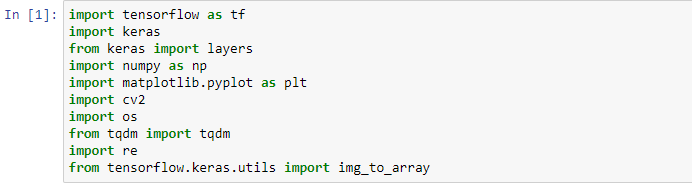 In [1]: import tensorflow as tf
import keras
from keras import layers
import numpy as np
import matplotlib.pyplot as plt
import cv2
import os
from tqdm import tqdm
import re
from tensorflow.keras.utils import img_to_array